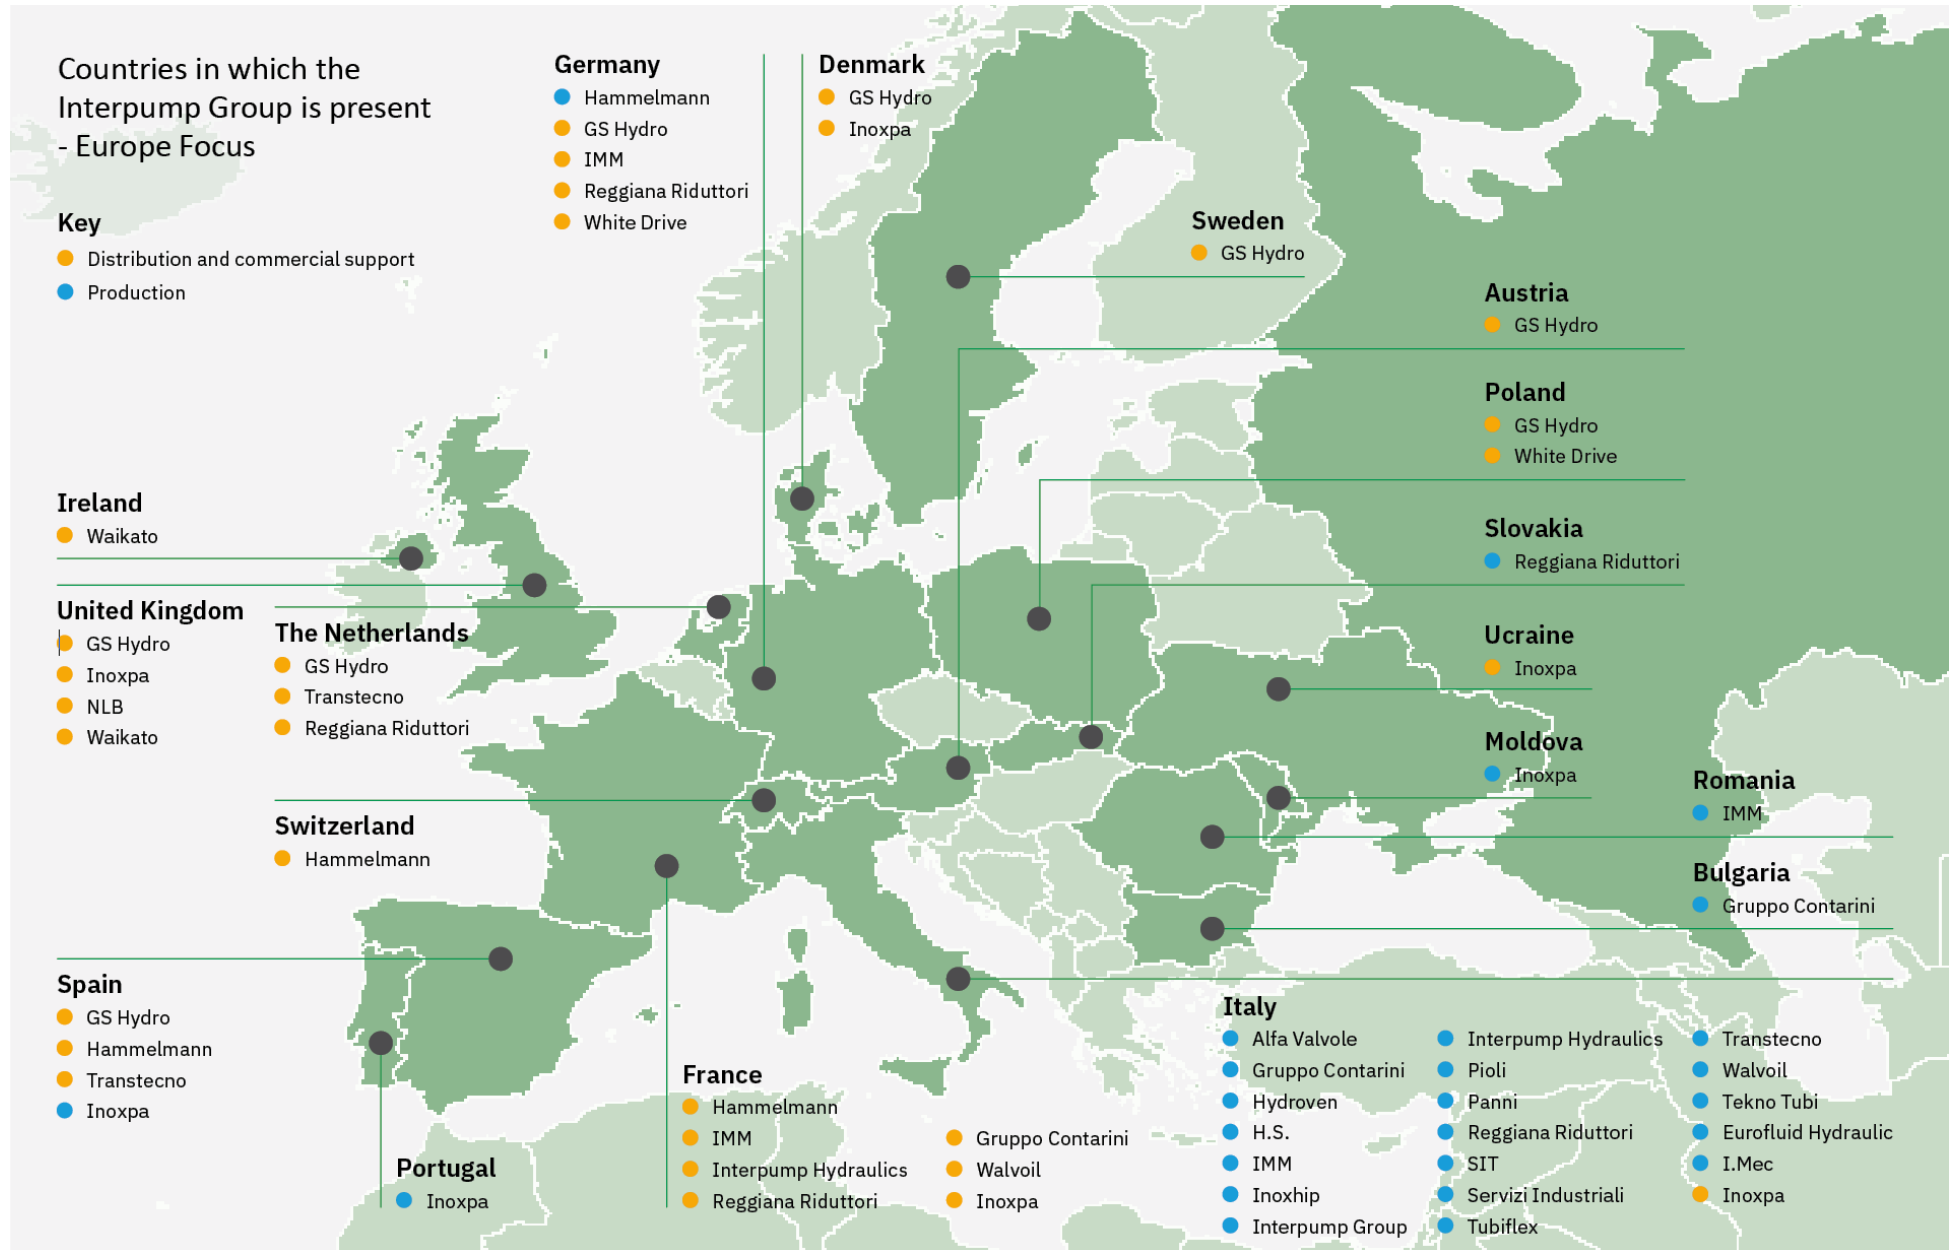 Countries in which the
Interpump Group is present
- Europe Focus
Key
Distribution and commercial support
Production
Germany
Hammelmann
GS Hydro
IMM
Reggiana Riduttori
White Drive
Denmark
GS Hydro
Inoxpa
Sweden
GS Hydro
Austria
GS Hydro
Poland
GS Hydro
White Drive
Slovakia
Reggiana Riduttori
Ucraine
Inoxpa
Moldova
Inoxpa
Romania
IMM
Bulgaria
Gruppo Contarini
Ireland
Waikato
United Kingdom
GS Hydro
Inoxpa
NLB
Waikato
The Netherlands
GS Hydro
Transtecno
Reggiana Riduttori
Switzerland
Hammelmann
Spain
GS Hydro
Hammelmann
Transtecno
Inoxpa
Portugal
Inoxpa
France
Hammelmann
IMM
Interpump Hydraulics
Reggiana Riduttori
Gruppo Contarini
Walvoil
Inoxpa
Italy
Alfa Valvole
Gruppo Contarini
Hydroven
H.S.
IMM
Inoxhip
Interpump Group
Interpump Hydraulics
Pioli
Panni
Reggiana Riduttori
SIT
Servizi Industriali
Tubiflex
Transtecno
Walvoil
Tekno Tubi
Eurofluid Hydraulic
I.Mec
Inoxpa